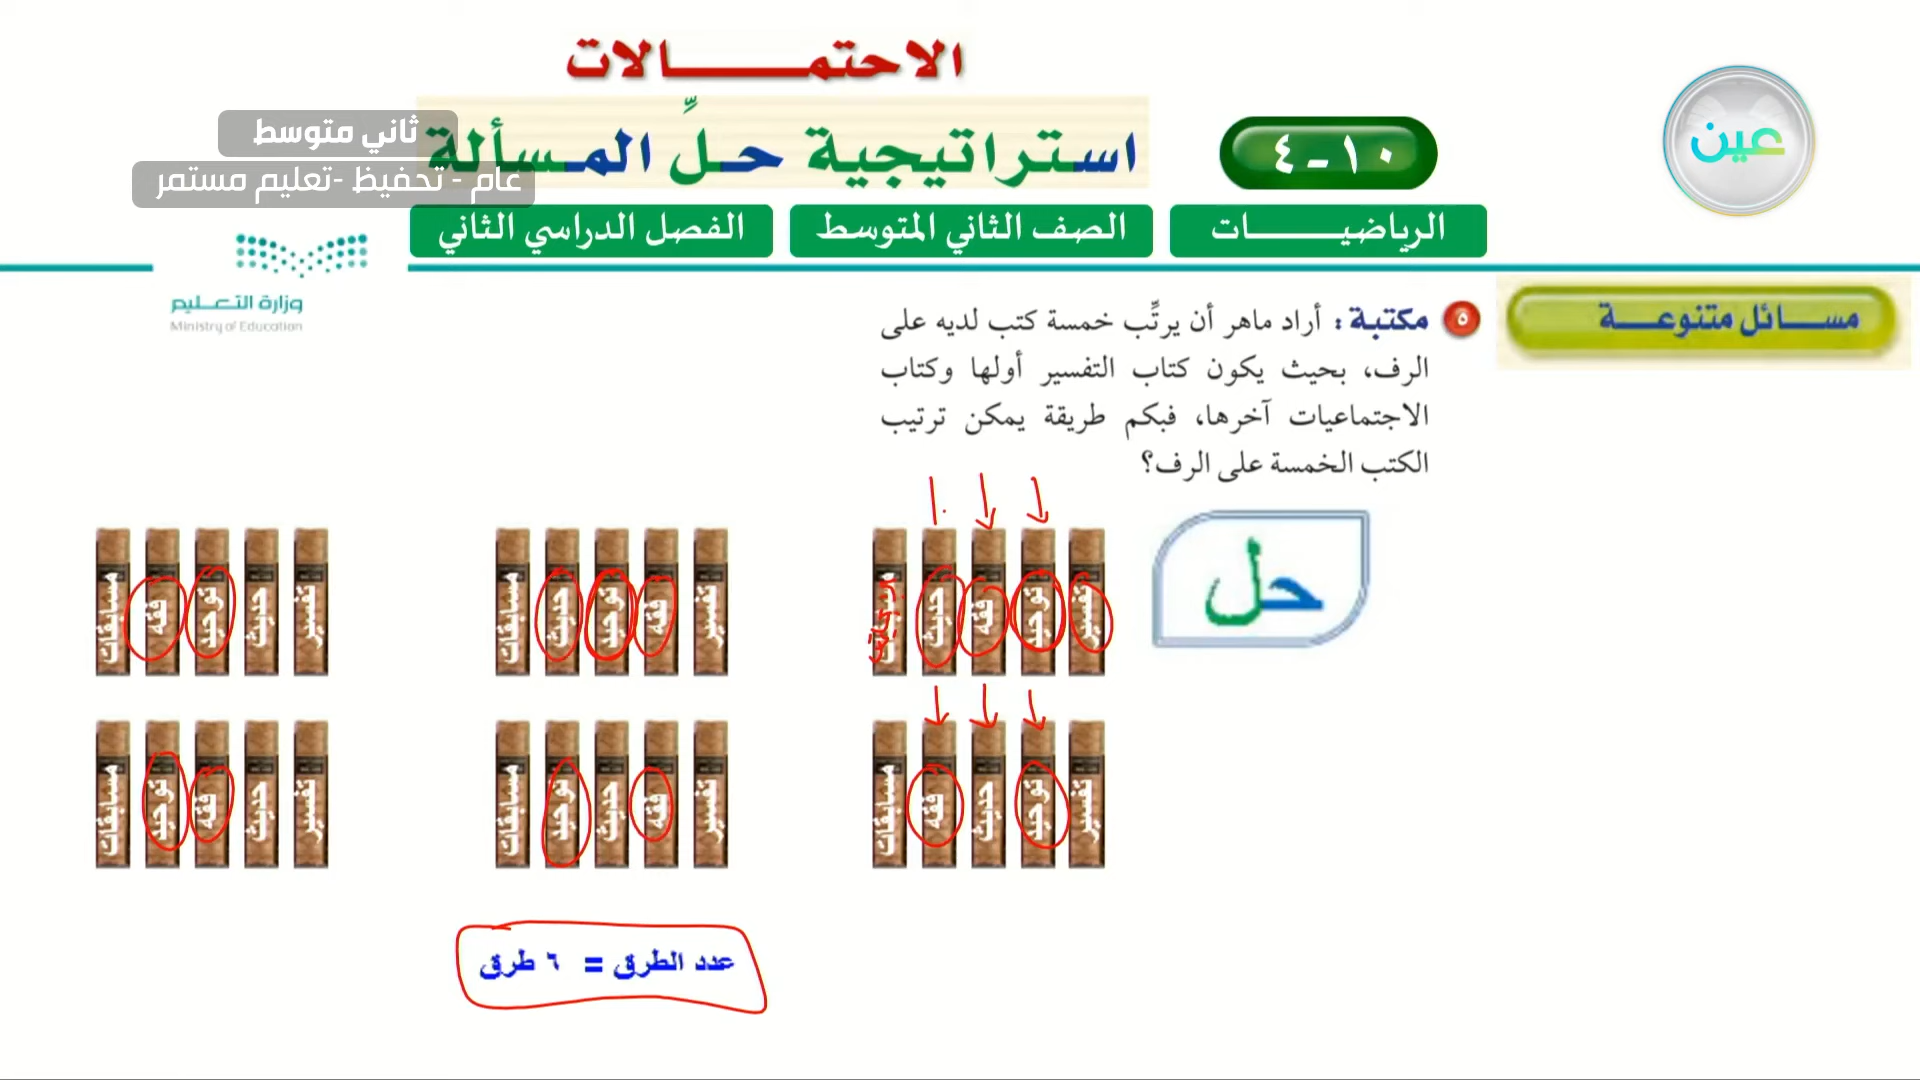 الاحتمــــالات
استراتيجية حلِّ المسألة
١٠-٤
عين
ثاني متوسط
عام - تحفيظ -تعليم مستمر
الرياضيـــــات
الصف الثاني المتوسط
الفصل الدراسي الثاني
وزارة التعـــليم
Ministry of Education
مســـائل متنوعـــة
٥ مكتبة : أراد ماهر أن يرتِّب خمسة كتب لديه على
الرف، بحيث يكون كتاب التفسير أولها وكتاب
الاجتماعيات آخرها، فبكم طريقة يمكن ترتيب
الكتب الخمسة على الرف؟
حل
تفسير توحيد فقه حديث
تفسير فقه توحيد حديث مسابقات
تفسير حديث توحيد فقه مسابقات
تفسير توحيد حديث فقه مسابقات
تفسير فقه حديث توحيد مسابقات
تفسير حديث فقه توحيد مسابقات
عدد الطرق = ٦ طرق